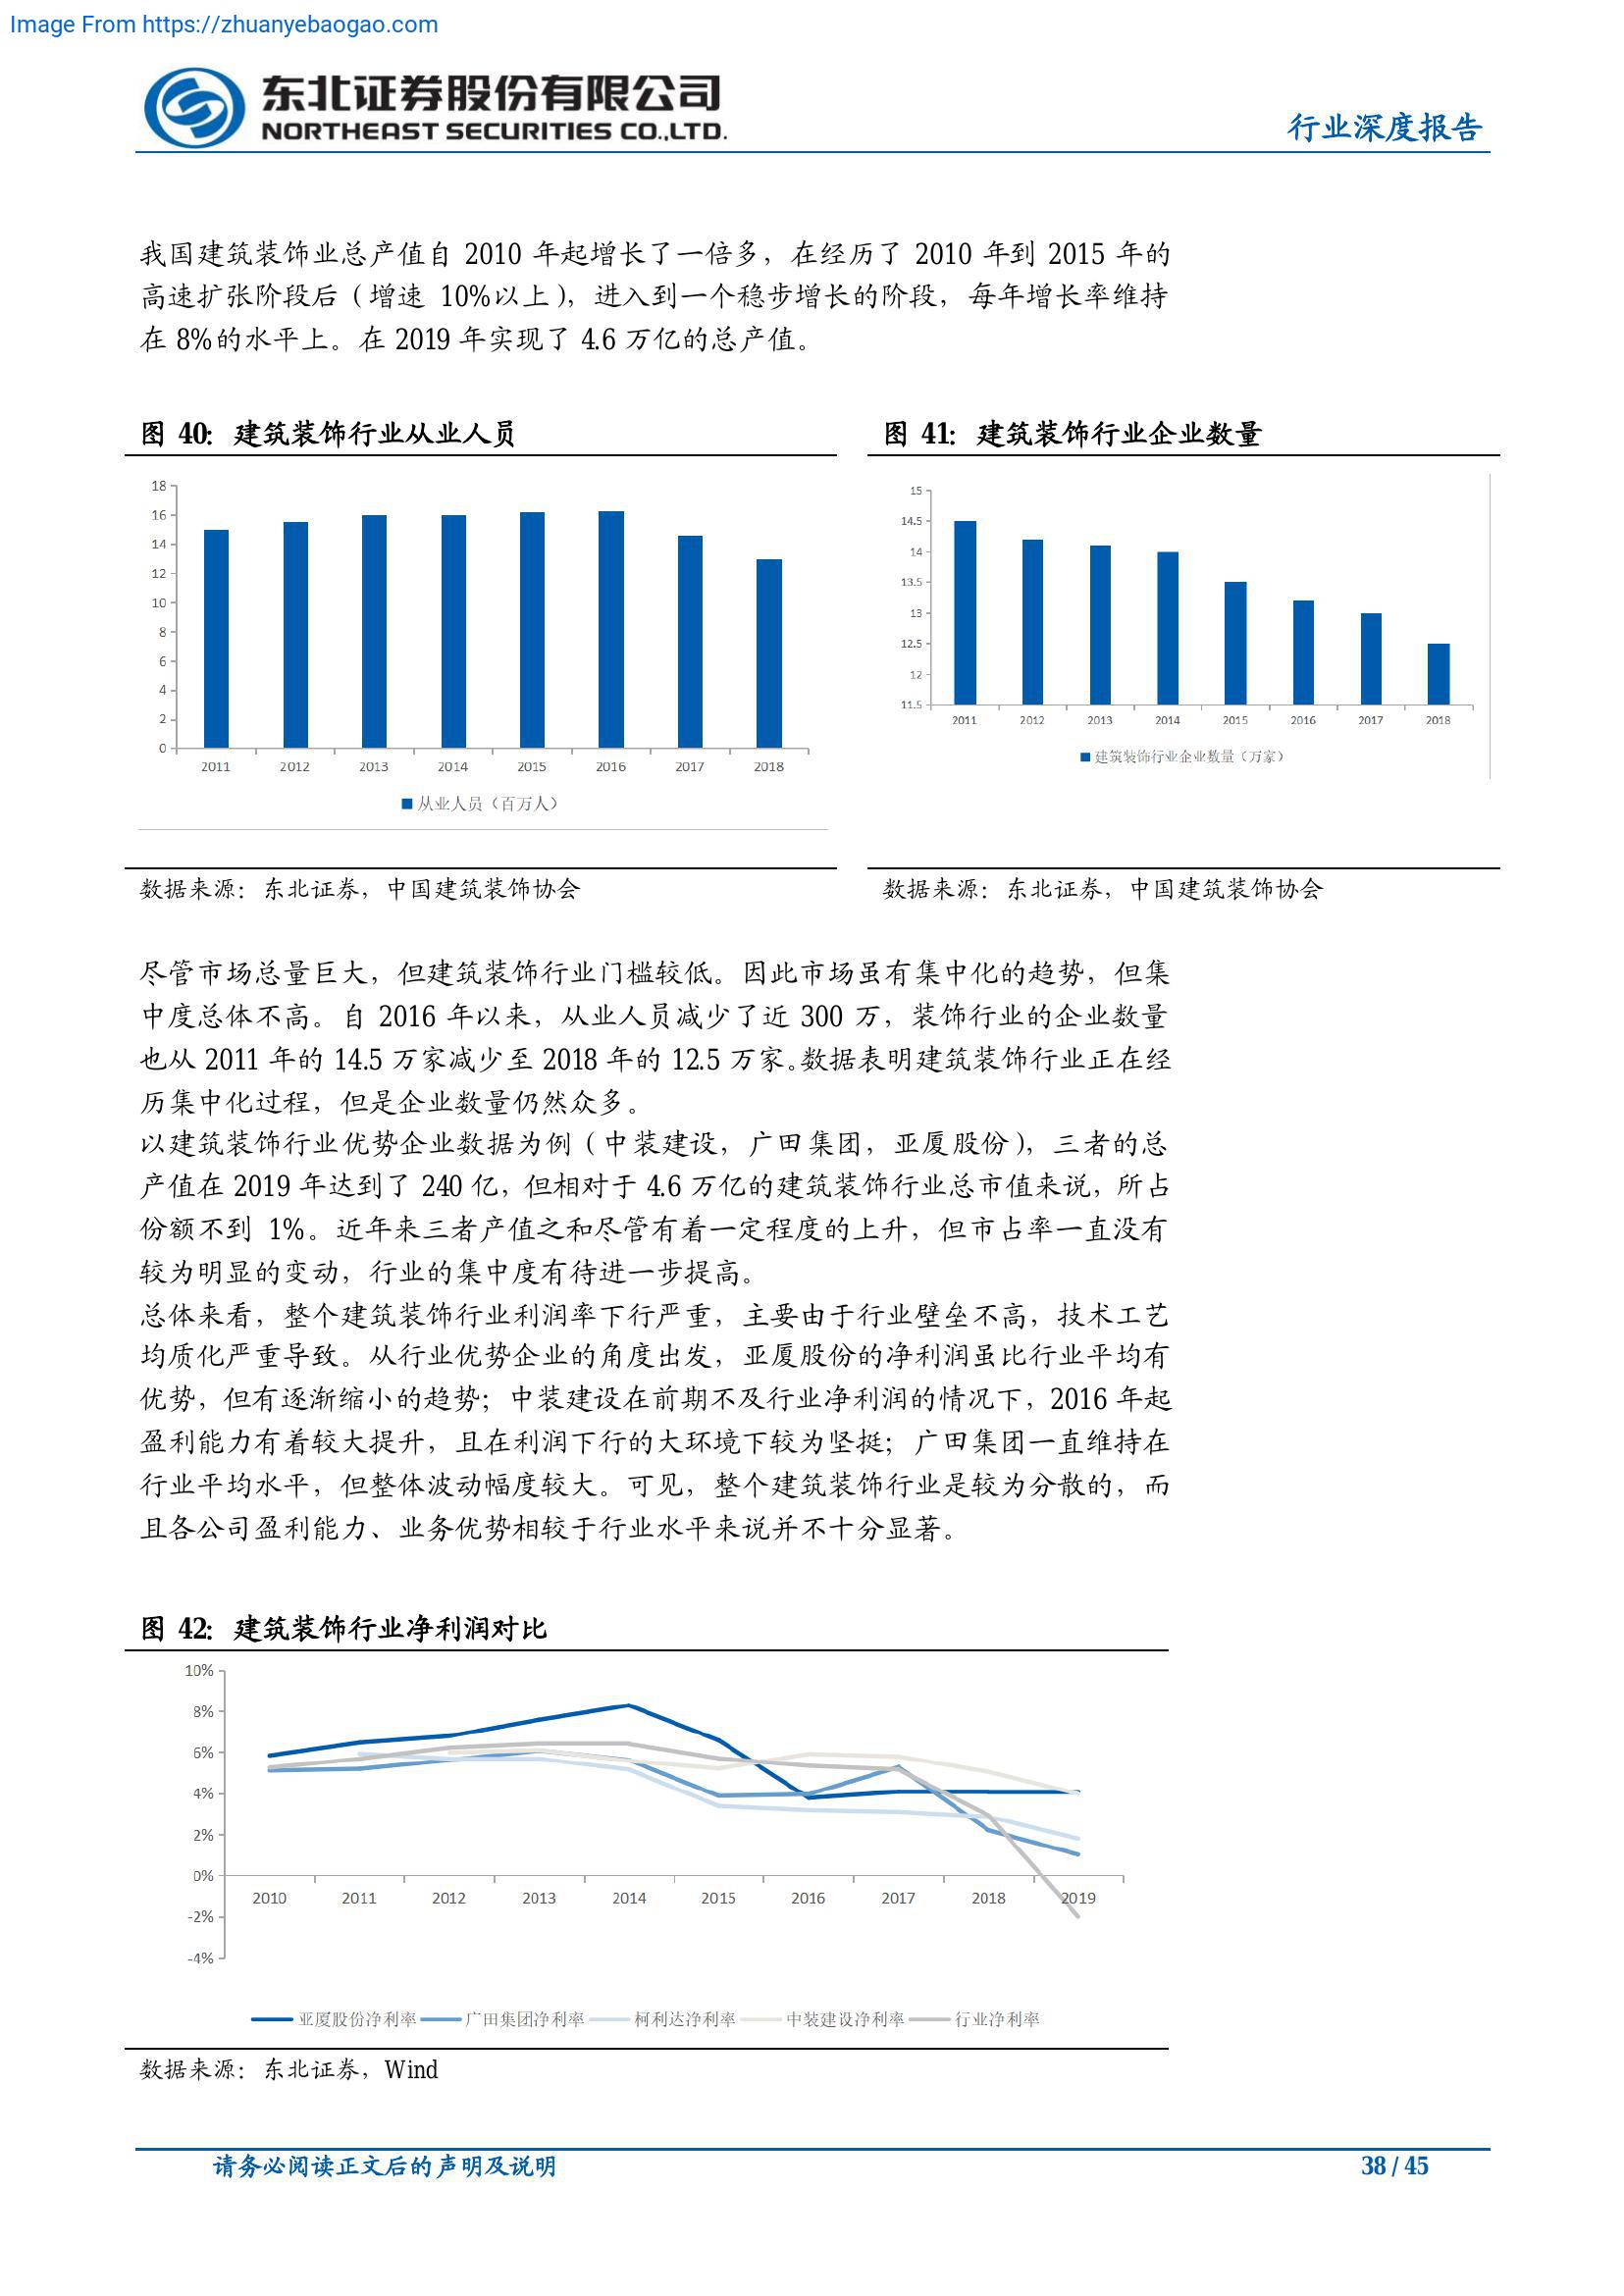 Image From https://zhuanyebaogao.com
东北证券股份有限公司
NORTHEAST SECURITIES CO.,LTD.
行业深度报告
我国建筑装饰业总产值自 2010 年起增长了一倍多，在经历了 2010 年到 2015 年的
高速扩张阶段后（增速 10%以上），进入到一个稳步增长的阶段，每年增长率维持
在 8%的水平上。在 2019 年实现了 4.6 万亿的总产值。
图 40：建筑装饰行业从业人员
18
16
14
12
10
8
6
4
2
0
2011 2012 2013 2014 2015 2016 2017 2018
从业人员（百万人）
数据来源：东北证券，中国建筑装饰协会
图 41：建筑装饰行业企业数量
15
14.5
14
13.5
13
12.5
12
11.5
2011 2012 2013 2014 2015 2016 2017 2018
建筑装饰行业企业数量（万家）
数据来源：东北证券，中国建筑装饰协会
尽管市场总量巨大，但建筑装饰行业门槛较低。因此市场虽有集中化的趋势，但集
中度总体不高。自 2016 年以来，从业人员减少了近 300 万，装饰行业的企业数量
也从 2011 年的 14.5 万家减少至 2018 年的 12.5 万家。数据表明建筑装饰行业正在经
历集中化过程，但是企业数量仍然众多。
以建筑装饰行业优势企业数据为例（中装建设，广田集团，亚厦股份），三者的总
产值在 2019 年达到了 240 亿，但相对于 4.6 万亿的建筑装饰行业总市值来说，所占
份额不到 1%。近年来三者产值之和尽管有着一定程度的上升，但市占率一直没有
较为明显的变动，行业的集中度有待进一步提高。
总体来看，整个建筑装饰行业利润率下行严重，主要由于行业壁垒不高，技术工艺
均质化严重导致。从行业优势企业的角度出发，亚厦股份的净利润虽比行业平均有
优势，但有逐渐缩小的趋势；中装建设在前期不及行业净利润的情况下，2016 年起
盈利能力有着较大提升，且在利润下行的大环境下较为坚挺；广田集团一直维持在
行业平均水平，但整体波动幅度较大。可见，整个建筑装饰行业是较为分散的，而
且各公司盈利能力、业务优势相较于行业水平来说并不十分显著。
图 42：建筑装饰行业净利润对比
10%
8%
6%
4%
2%
0%
-2%
-4%
2010 2011 2012 2013 2014 2015 2016 2017 2018 2019
亚厦股份净利率 广田集团净利率 柯利达净利率 中装建设净利率 行业净利率
数据来源：东北证券，Wind
请务必阅读正文后的声明及说明
38 / 45